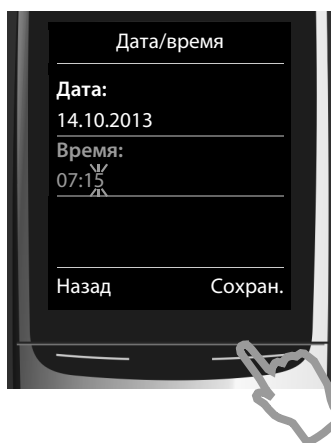 Дата/время
Дата:
14.10.2013
Время:
07:15
Назад Сохран.